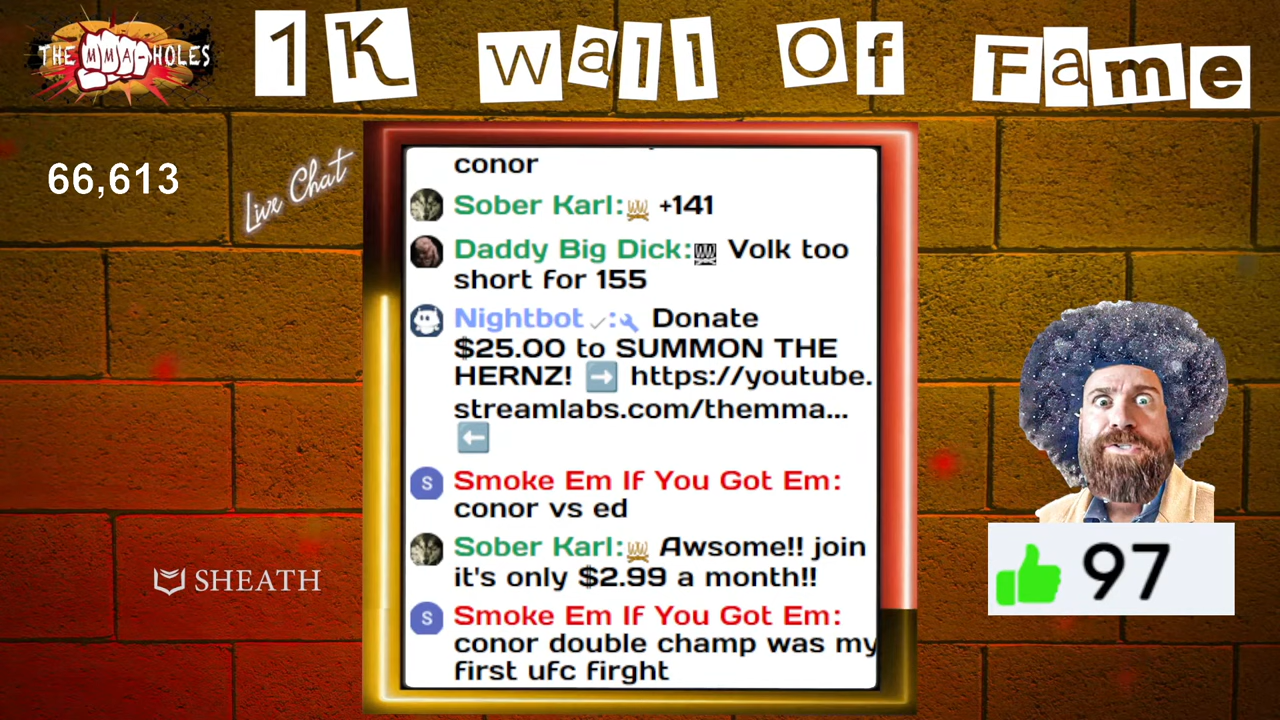 THE MMA-HOLES
1K Wall Of Fame
66,613
Live Chat
conor
Sober Karl: +141
Daddy Big Dick: Volk too
short for 155
Nightbot : Donate
$25.00 to SUMMON THE
HERNZ! ➡️ https://youtube.
streamlabs.com/themma...
⬅️
S Smoke Em If You Got Em:
conor vs ed
Sober Karl: Awsome!! join
it's only $2.99 a month!!
S Smoke Em If You Got Em:
conor double champ was my
first ufc firght
SHEATH
97